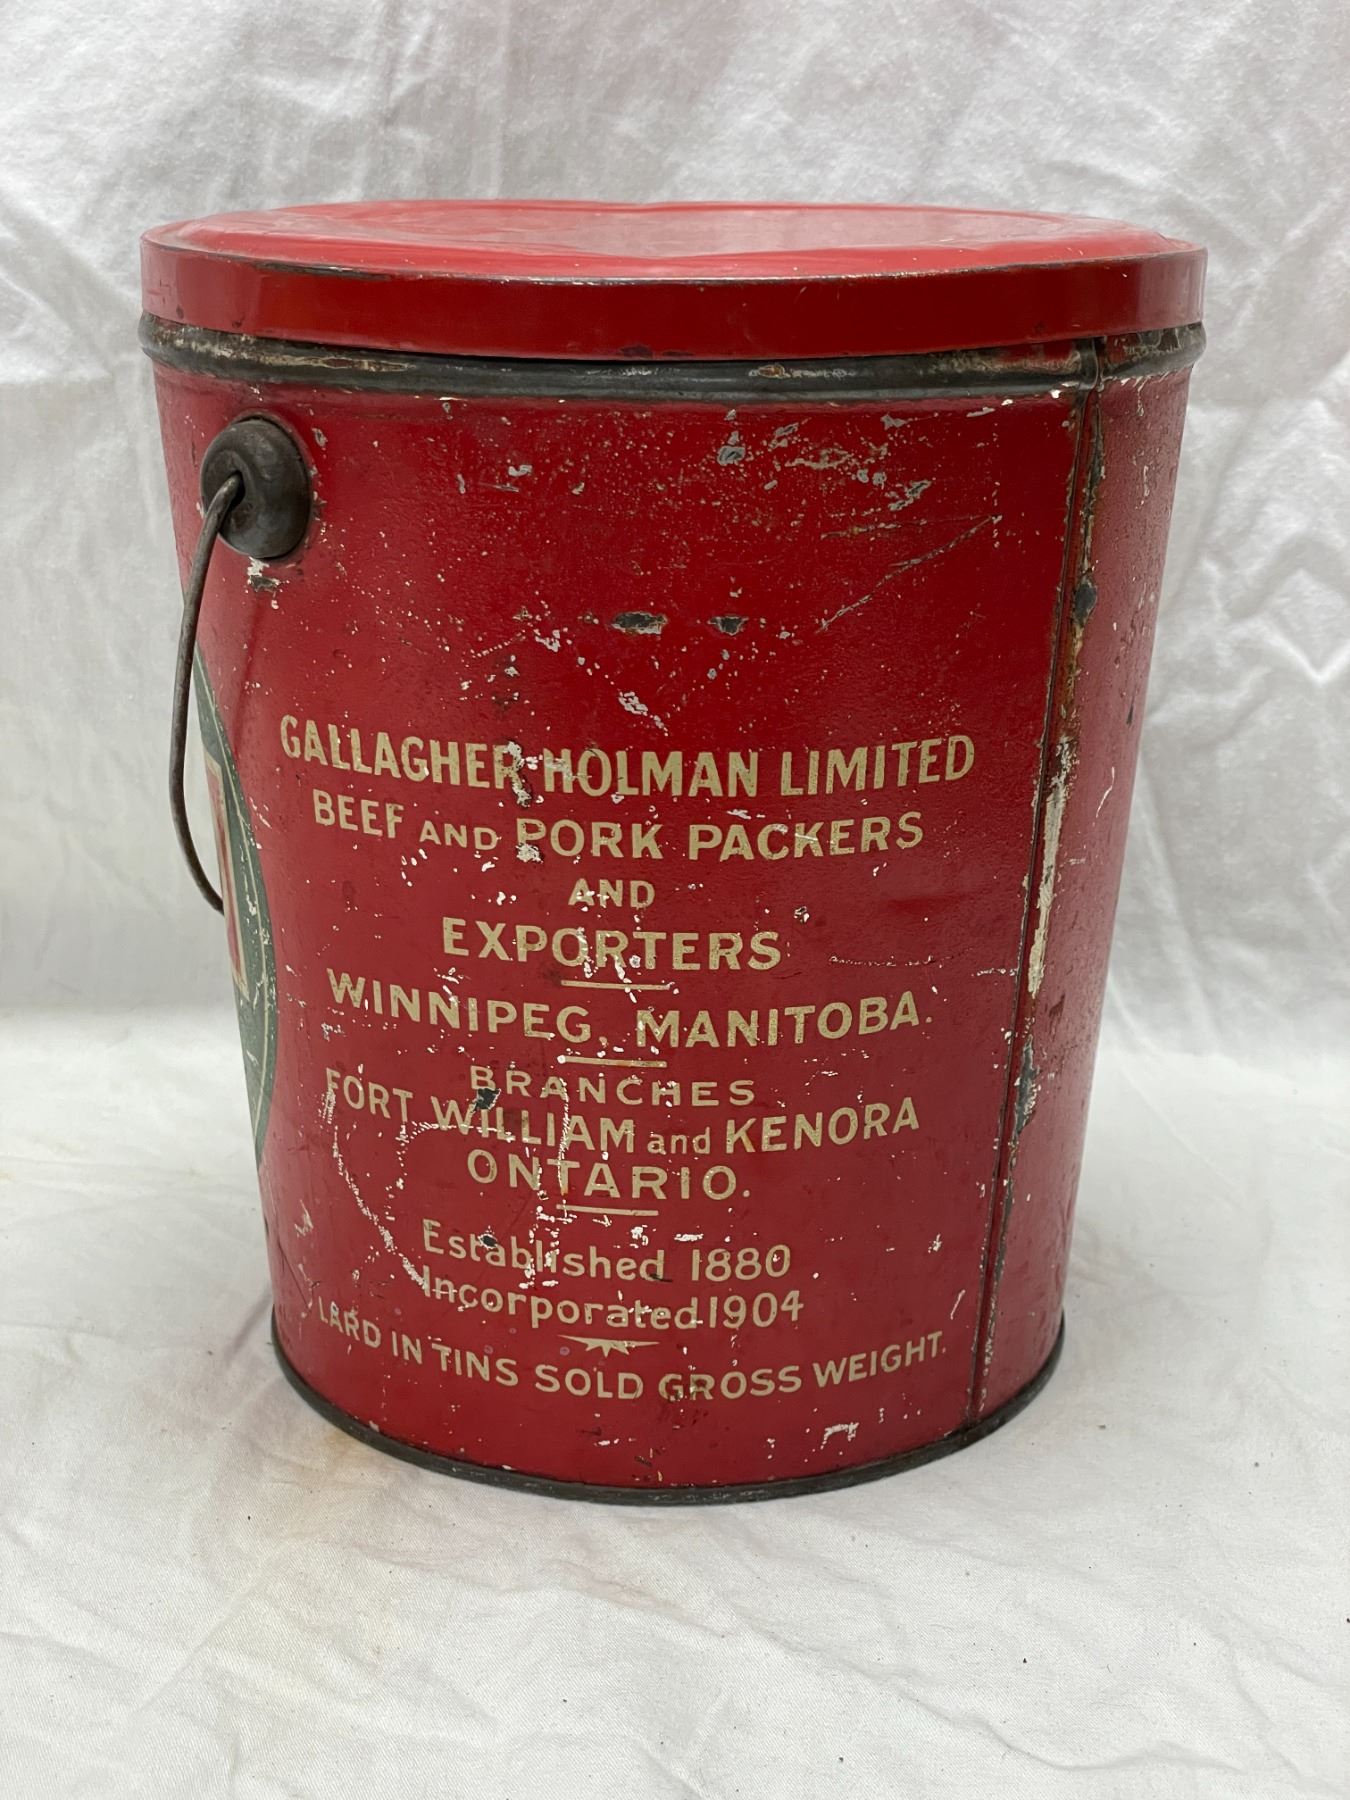 GALLAGHER-HOLMAN LIMITED
BEEF AND PORK PACKERS
AND
EXPORTERS
WINNIPEG, MANITOBA.
BRANCHES
FORT WILLIAM and KENORA
ONTARIO.
Established 1880
Incorporated 1904
LARD IN TINS SOLD GROSS WEIGHT.